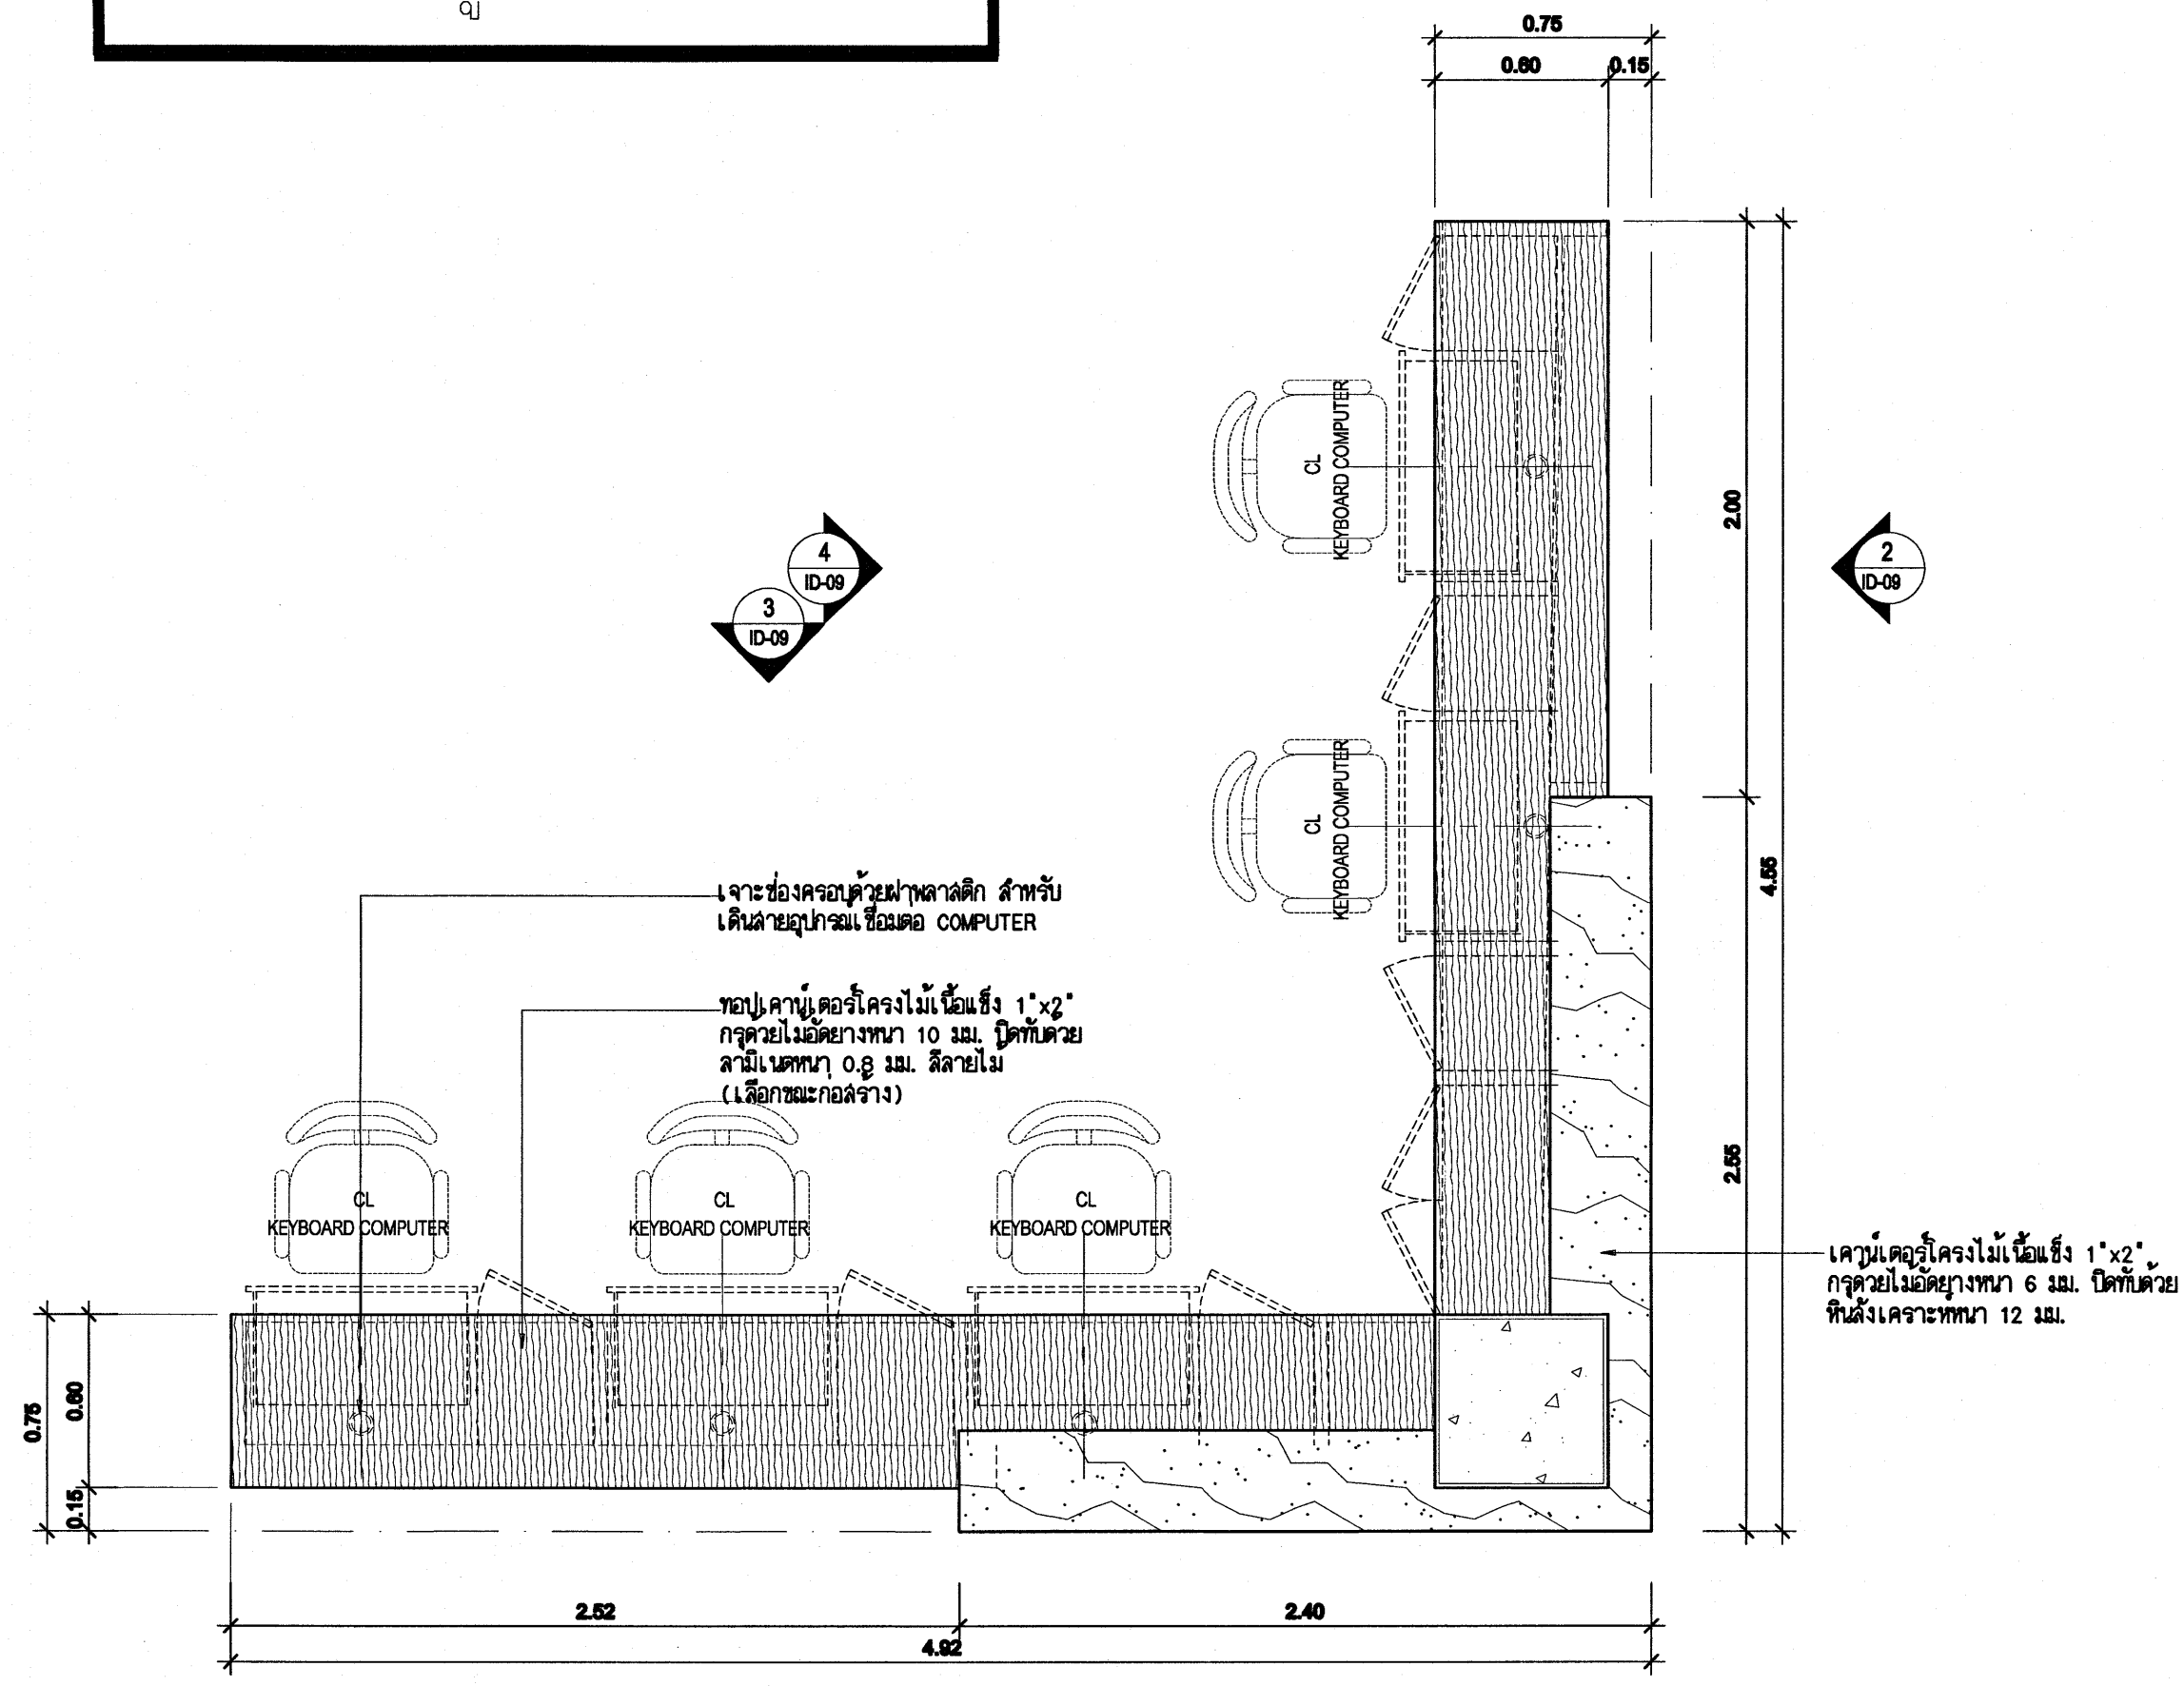 0.75
0.60 0.15
2.00
4.55
2.55
CL
KEYBOARD COMPUTER
CL
KEYBOARD COMPUTER
4
ID-09
3
ID-09
2
ID-09
เจาะช่องครอบด้วยฝาพลาสติก สำหรับ
เดินสายอุปกรณ์เชื่อมต่อ COMPUTER
ทอปเคาน์เตอร์โครงไม้เนื้อแข็ง 1"x2"
กรุด้วยไม้อัดยางหนา 10 มม. ปิดทับด้วย
ลามิเนตหนา 0.8 มม. สีลายไม้
(เลือกขณะก่อสร้าง)
CL
KEYBOARD COMPUTER
CL
KEYBOARD COMPUTER
CL
KEYBOARD COMPUTER
เคาน์เตอร์โครงไม้เนื้อแข็ง 1"x2"
กรุด้วยไม้อัดยางหนา 6 มม. ปิดทับด้วย
หินสังเคราะห์หนา 12 มม.
0.75
0.60
0.15
2.52
2.40
4.92